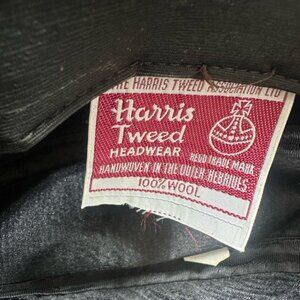 THE HARRIS TWEED ASSOCIATION LTD
Harris
Tweed
HEADWEAR
REGD TRADE MARK
HANDWOVEN IN THE OUTER HEBRIDES
100% WOOL